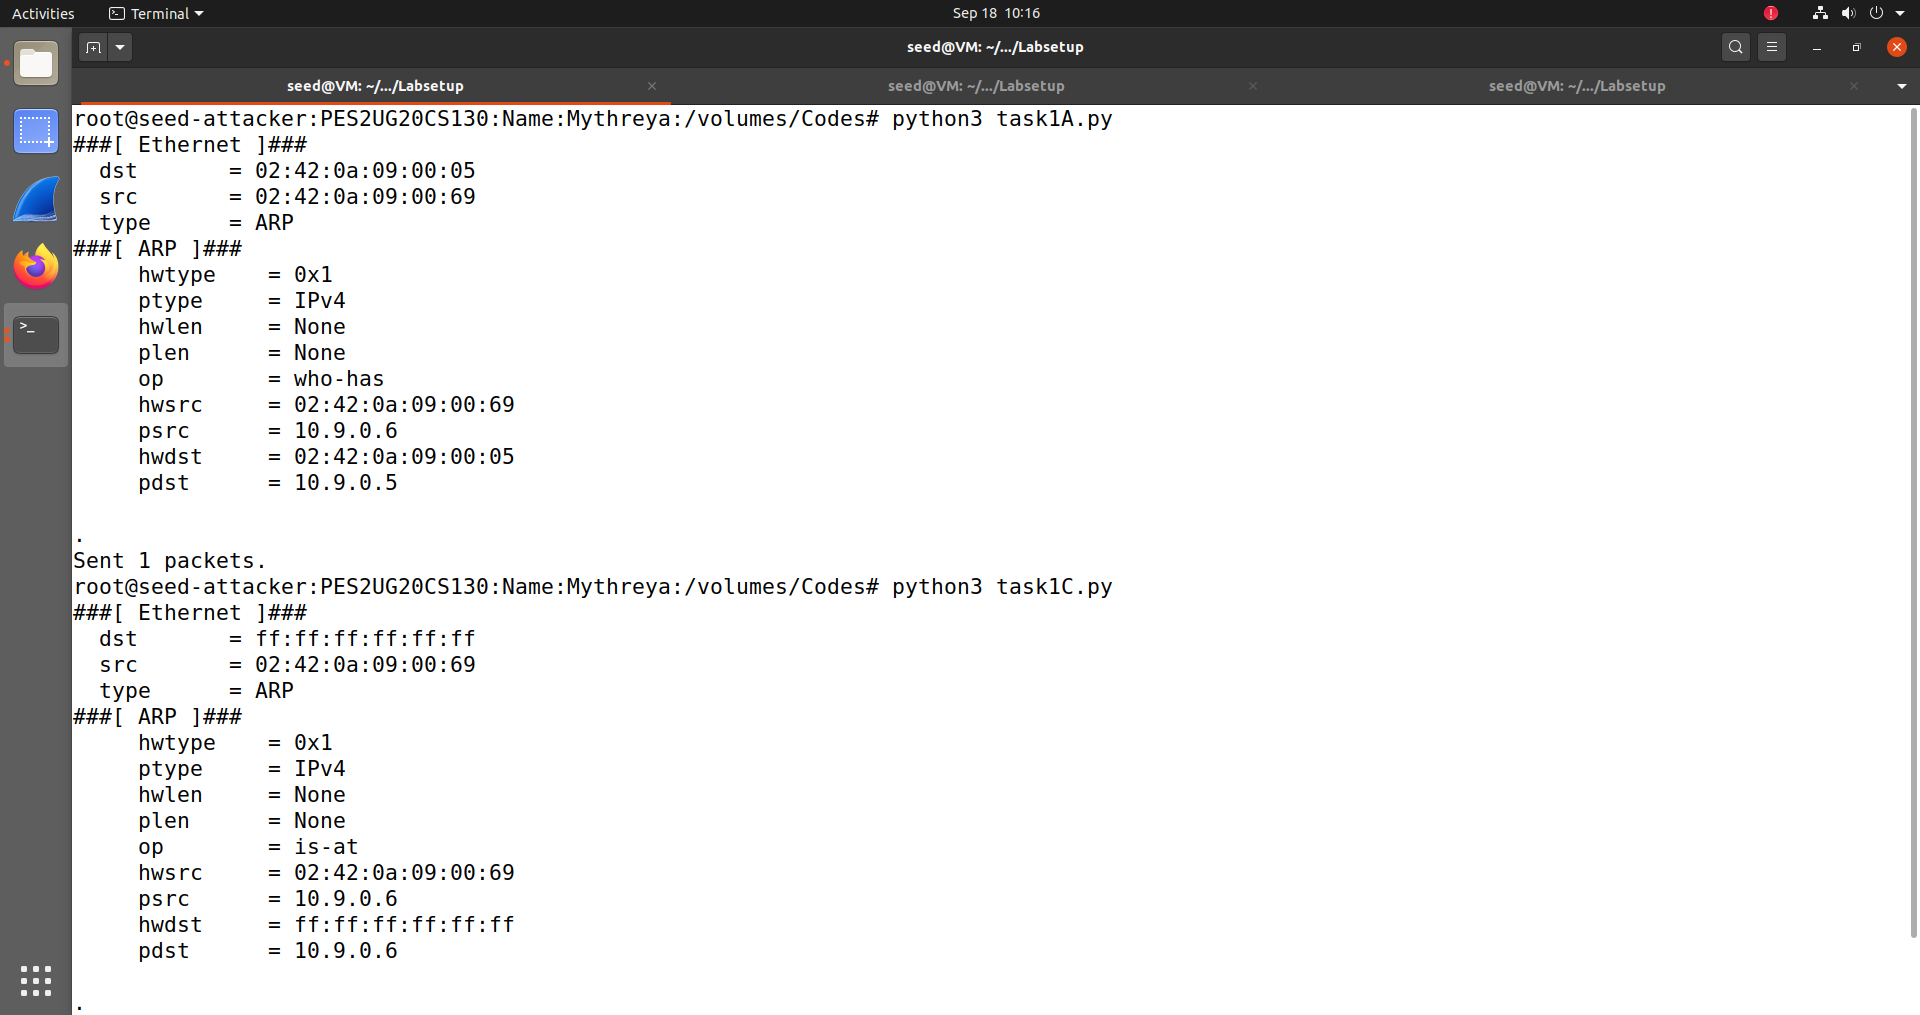 Activities
Terminal
Sep 18 10:16
seed@VM: ~/.../Labsetup
seed@VM: ~/.../Labsetup
seed@VM: ~/.../Labsetup
seed@VM: ~/.../Labsetup
root@seed-attacker:PES2UG20CS130:Name:Mythreya:/volumes/Codes# python3 task1A.py
###[ Ethernet ]###
  dst       = 02:42:0a:09:00:05
  src       = 02:42:0a:09:00:69
  type      = ARP
###[ ARP ]###
     hwtype    = 0x1
     ptype     = IPv4
     hwlen     = None
     plen      = None
     op        = who-has
     hwsrc     = 02:42:0a:09:00:69
     psrc      = 10.9.0.6
     hwdst     = 02:42:0a:09:00:05
     pdst      = 10.9.0.5
.
Sent 1 packets.
root@seed-attacker:PES2UG20CS130:Name:Mythreya:/volumes/Codes# python3 task1C.py
###[ Ethernet ]###
  dst       = ff:ff:ff:ff:ff:ff
  src       = 02:42:0a:09:00:69
  type      = ARP
###[ ARP ]###
     hwtype    = 0x1
     ptype     = IPv4
     hwlen     = None
     plen      = None
     op        = is-at
     hwsrc     = 02:42:0a:09:00:69
     psrc      = 10.9.0.6
     hwdst     = ff:ff:ff:ff:ff:ff
     pdst      = 10.9.0.6
.